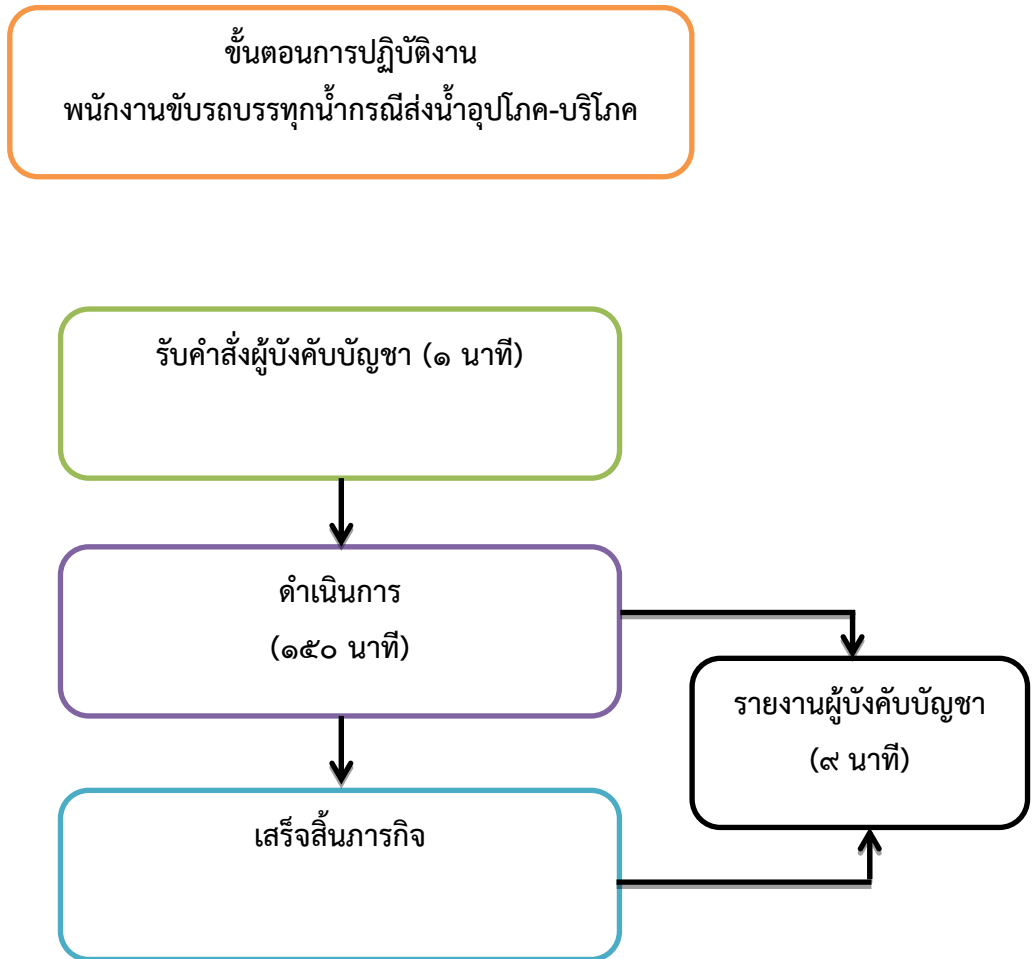 ขั้นตอนการปฏิบัติงาน
พนักงานขับรถบรรทุกน้ำกรณีส่งน้ำอุปโภค-บริโภค
รับคำสั่งผู้บังคับบัญชา (๑ นาที)
ดำเนินการ
(๑๕๐ นาที)
รายงานผู้บังคับบัญชา
(๙ นาที)
เสร็จสิ้นภารกิจ